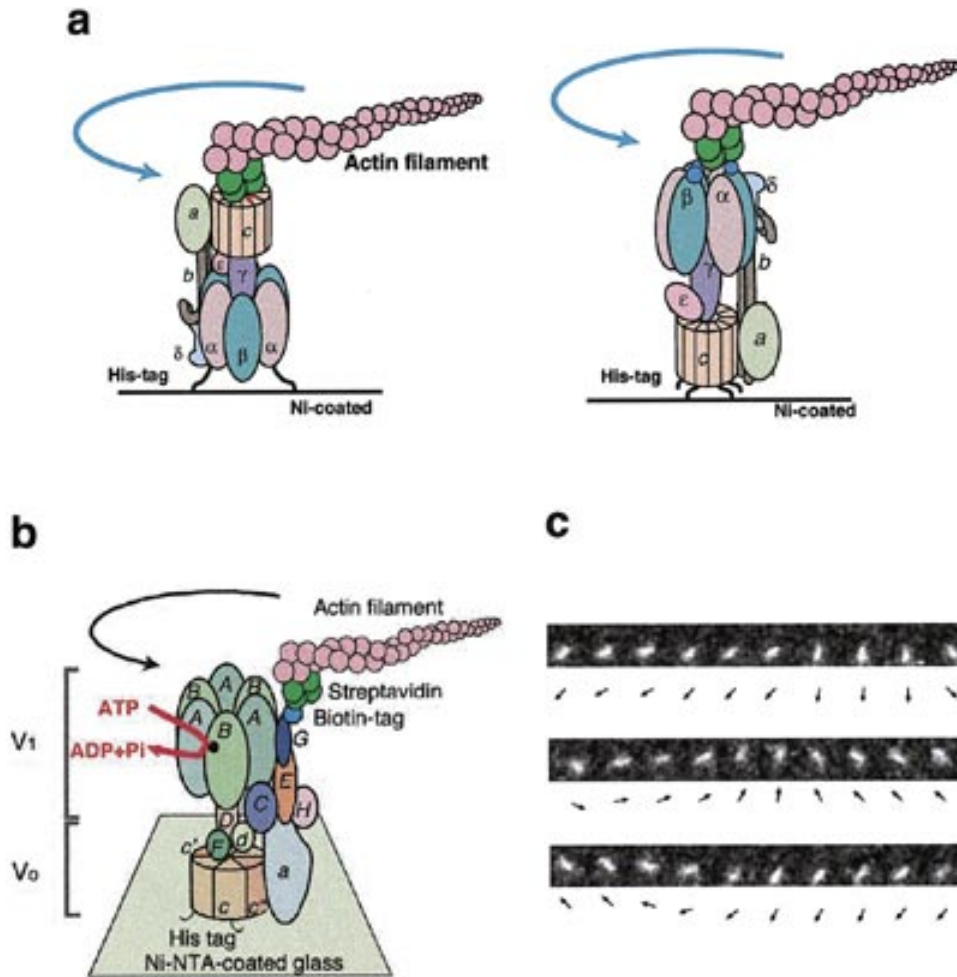 a
Actin filament
a
c
b
ε
γ
δ
α
β
α
His-tag
Ni-coated
β
α
δ
γ
b
ε
c
a
His-tag
Ni-coated
b
c
Actin filament
Streptavidin
Biotin-tag
V₁
ATP
ADP+Pi
B
A
B
A
A
B
G
E
C
H
D
V₀
c'
F
d
c
c"
a
His tag
Ni-NTA-coated glass